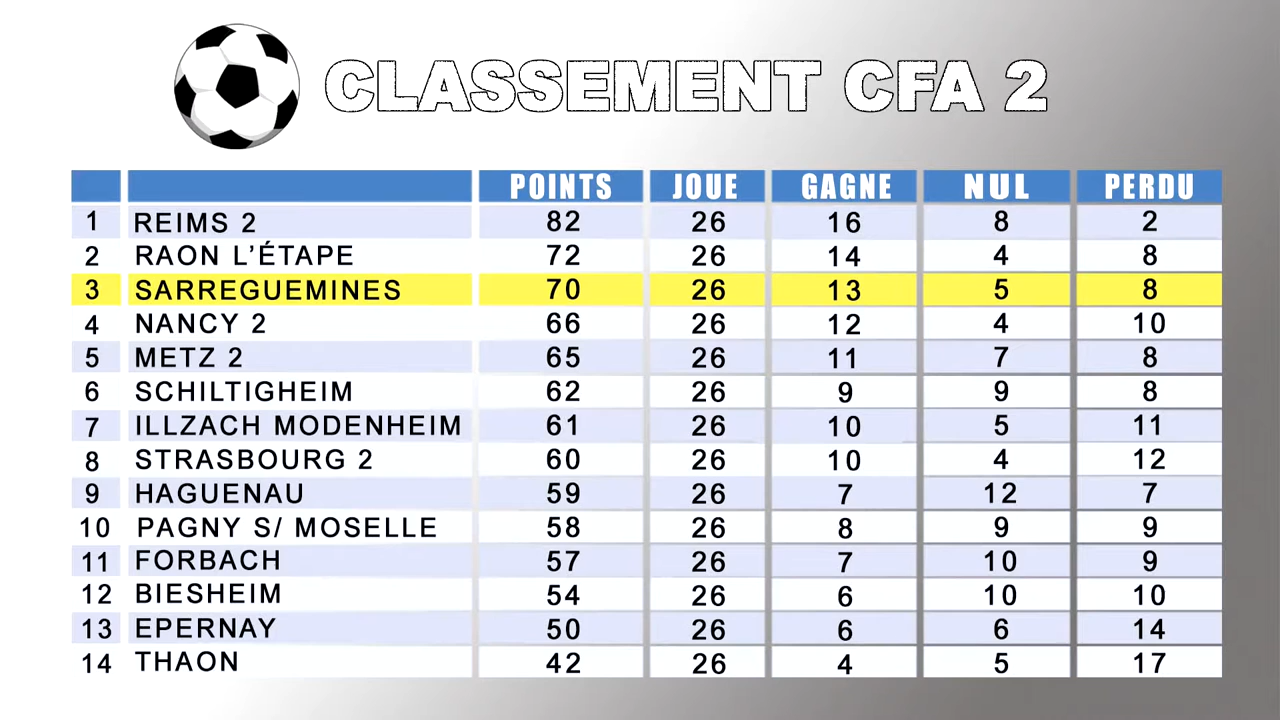 CLASSEMENT CFA 2
POINTS JOUE GAGNE NUL PERDU
1 REIMS 2 82 26 16 8 2
2 RAON L'ÉTAPE 72 26 14 4 8
3 SARREGUEMINES 70 26 13 5 8
4 NANCY 2 66 26 12 4 10
5 METZ 2 65 26 11 7 8
6 SCHILTIGHEIM 62 26 9 9 8
7 ILLZACH MODENHEIM 61 26 10 5 11
8 STRASBOURG 2 60 26 10 4 12
9 HAGUENAU 59 26 7 12 7
10 PAGNY S/ MOSELLE 58 26 8 9 9
11 FORBACH 57 26 7 10 9
12 BIESHEIM 54 26 6 10 10
13 EPERNAY 50 26 6 6 14
14 THAON 42 26 4 5 17